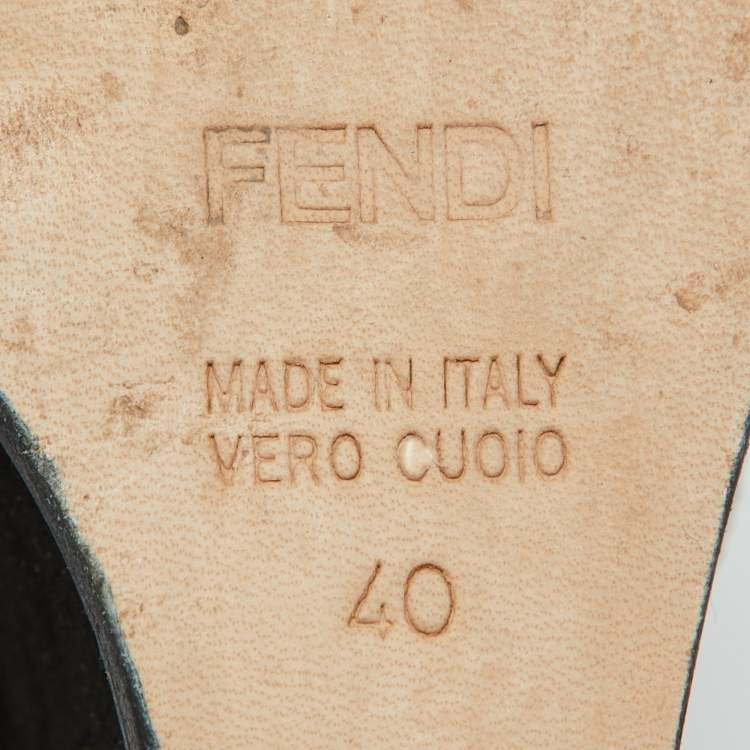 FENDI
MADE IN ITALY
VERO CUOIO
40